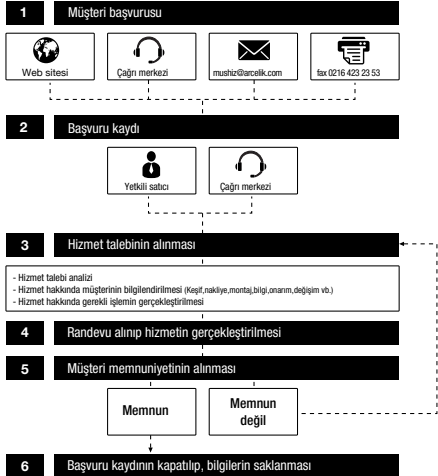 1 Müşteri başvurusu
Web sitesi
Çağrı merkezi
mushiz@arcelik.com
fax 0216 423 23 53
2 Başvuru kaydı
Yetkili satıcı
Çağrı merkezi
3 Hizmet talebinin alınması
- Hizmet talebi analizi
- Hizmet hakkında müşterinin bilgilendirilmesi (Keşif,nakliye,montaj,bilgi,onarım,değişim vb.)
- Hizmet hakkında gerekli işlemin gerçekleştirilmesi
4 Randevu alınıp hizmetin gerçekleştirilmesi
5 Müşteri memnuniyetinin alınması
Memnun
Memnun
değil
6 Başvuru kaydının kapatılıp, bilgilerin saklanması